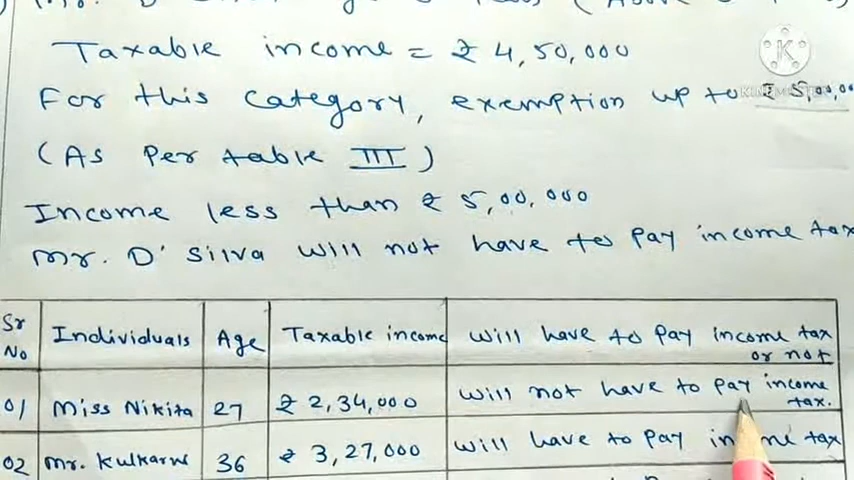 Taxable income = ₹ 4,50,000
For this category, exemption up to ₹ 5,00,00
(As per table III)
Income less than ₹ 5,00,000
Mr. D' Silva will not have to pay income tax
Sr No Individuals Age Taxable income Will have to pay income tax or not
01 Miss Nikita 27 ₹ 2,34,000 Will not have to pay income tax.
02 Mr. Kulkarni 36 ₹ 3,27,000 Will have to pay income tax